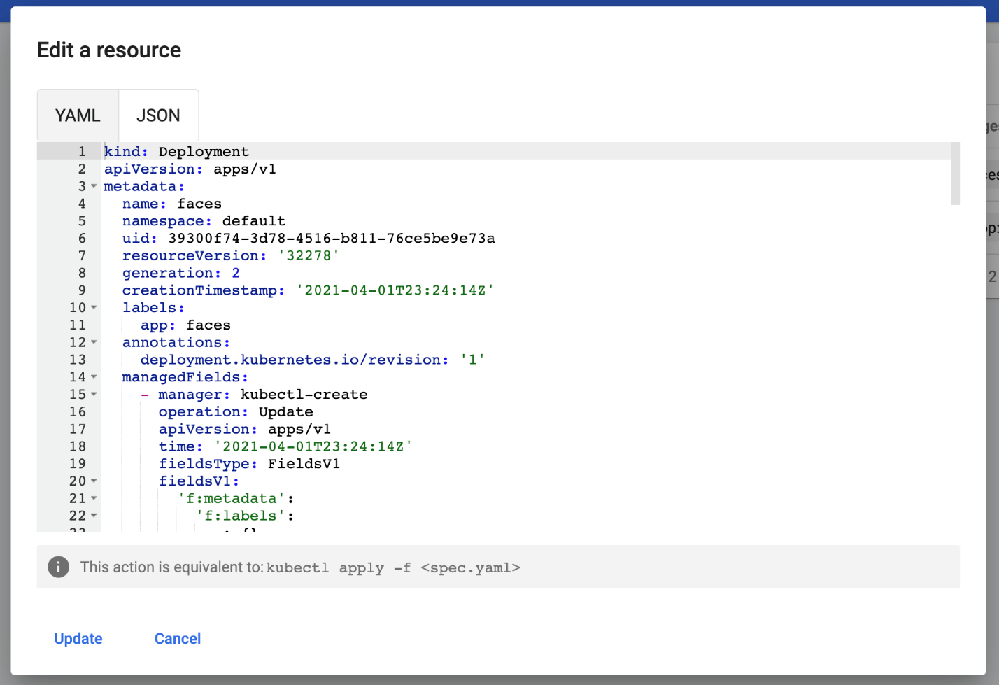 Edit a resource
YAML
JSON
1 kind: Deployment
2 apiVersion: apps/v1
3 metadata:
4 name: faces
5 namespace: default
6 uid: 39300f74-3d78-4516-b811-76ce5be9e73a
7 resourceVersion: '32278'
8 generation: 2
9 creationTimestamp: '2021-04-01T23:24:14Z'
10 labels:
11 app: faces
12 annotations:
13 deployment.kubernetes.io/revision: '1'
14 managedFields:
15 - manager: kubectl-create
16 operation: Update
17 apiVersion: apps/v1
18 time: '2021-04-01T23:24:14Z'
19 fieldsType: FieldsV1
20 fieldsV1:
21 'f:metadata':
22 'f:labels':
This action is equivalent to: kubectl apply -f <spec.yaml>
Update
Cancel
2